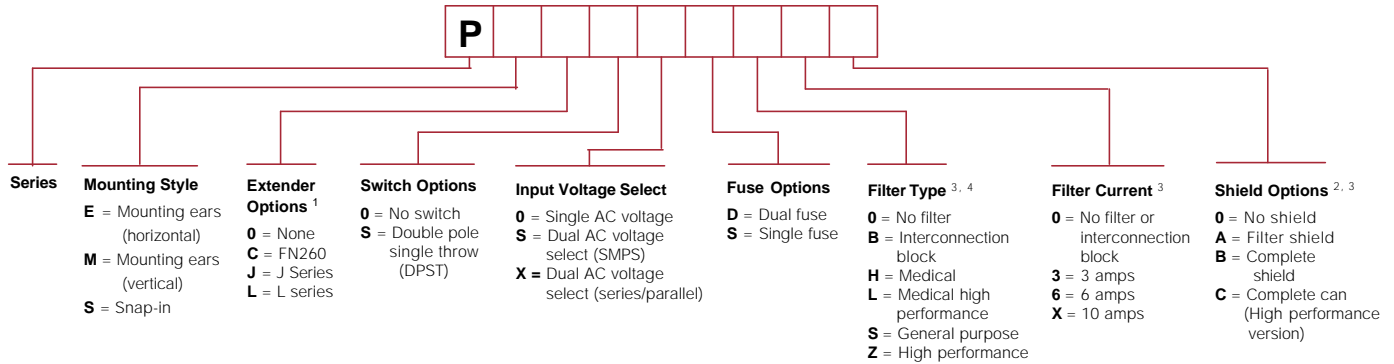 P
Series
Mounting Style
E = Mounting ears
(horizontal)
M = Mounting ears
(vertical)
S = Snap-in
Extender
Options 1
0 = None
C = FN260
J = J Series
L = L series
Switch Options
0 = No switch
S = Double pole
single throw
(DPST)
Input Voltage Select
0 = Single AC voltage
S = Dual AC voltage
select (SMPS)
X = Dual AC voltage
select (series/parallel)
Fuse Options
D = Dual fuse
S = Single fuse
Filter Type 3, 4
0 = No filter
B = Interconnection
block
H = Medical
L = Medical high
performance
S = General purpose
Z = High performance
Filter Current 3
0 = No filter or
interconnection
block
3 = 3 amps
6 = 6 amps
X = 10 amps
Shield Options 2, 3
0 = No shield
A = Filter shield
B = Complete
shield
C = Complete can
(High performance
version)